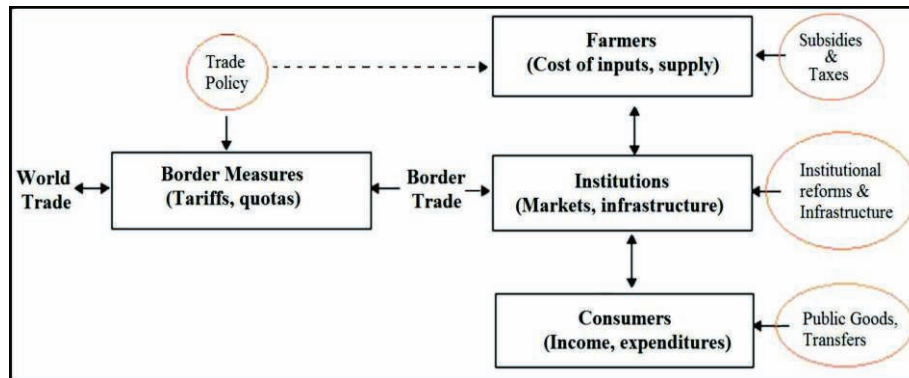 Farmers
(Cost of inputs, supply)
Subsidies
&
Taxes
Trade
Policy
World
Trade
Border Measures
(Tariffs, quotas)
Border
Trade
Institutions
(Markets, infrastructure)
Institutional
reforms &
Infrastructure
Consumers
(Income, expenditures)
Public Goods,
Transfers